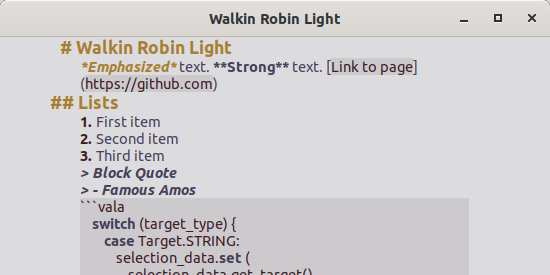 Walkin Robin Light
# Walkin Robin Light
*Emphasized* text. **Strong** text. [Link to page]
(https://github.com)
## Lists
1. First item
2. Second item
3. Third item
> Block Quote
> - Famous Amos
```vala
switch (target_type) {
case Target.STRING:
selection_data.set (
selection_data.get_target()